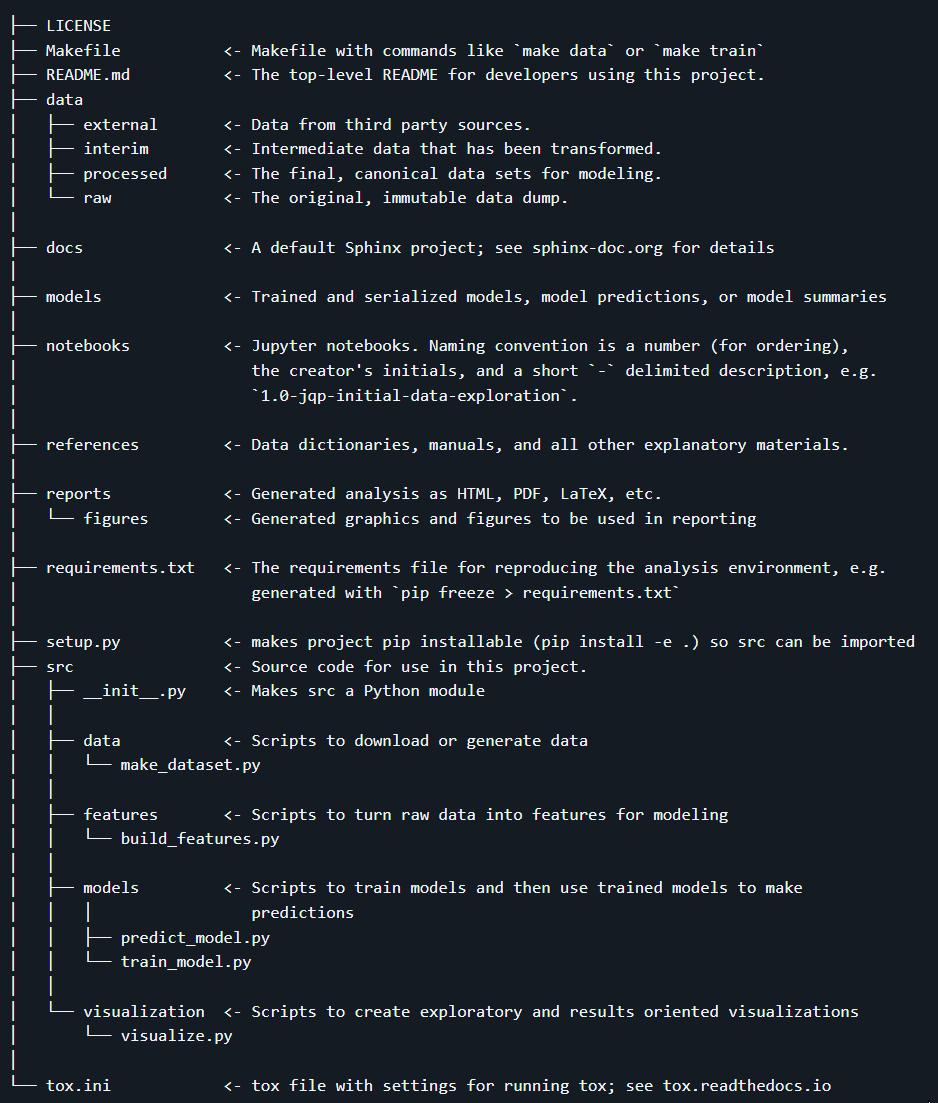 ├── LICENSE
├── Makefile           <- Makefile with commands like `make data` or `make train`
├── README.md          <- The top-level README for developers using this project.
├── data
│   ├── external       <- Data from third party sources.
│   ├── interim        <- Intermediate data that has been transformed.
│   ├── processed      <- The final, canonical data sets for modeling.
│   └── raw            <- The original, immutable data dump.
│
├── docs               <- A default Sphinx project; see sphinx-doc.org for details
│
├── models             <- Trained and serialized models, model predictions, or model summaries
│
├── notebooks          <- Jupyter notebooks. Naming convention is a number (for ordering),
│                         the creator's initials, and a short `-` delimited description, e.g.
│                         `1.0-jqp-initial-data-exploration`.
│
├── references         <- Data dictionaries, manuals, and all other explanatory materials.
│
├── reports            <- Generated analysis as HTML, PDF, LaTeX, etc.
│   └── figures        <- Generated graphics and figures to be used in reporting
│
├── requirements.txt   <- The requirements file for reproducing the analysis environment, e.g.
│                         generated with `pip freeze > requirements.txt`
│
├── setup.py           <- makes project pip installable (pip install -e .) so src can be imported
├── src                <- Source code for use in this project.
│   ├── __init__.py    <- Makes src a Python module
│   │
│   ├── data           <- Scripts to download or generate data
│   │   └── make_dataset.py
│   │
│   ├── features       <- Scripts to turn raw data into features for modeling
│   │   └── build_features.py
│   │
│   ├── models         <- Scripts to train models and then use trained models to make
│   │   │                 predictions
│   │   ├── predict_model.py
│   │   └── train_model.py
│   │
│   └── visualization  <- Scripts to create exploratory and results oriented visualizations
│       └── visualize.py
│
└── tox.ini            <- tox file with settings for running tox; see tox.readthedocs.io